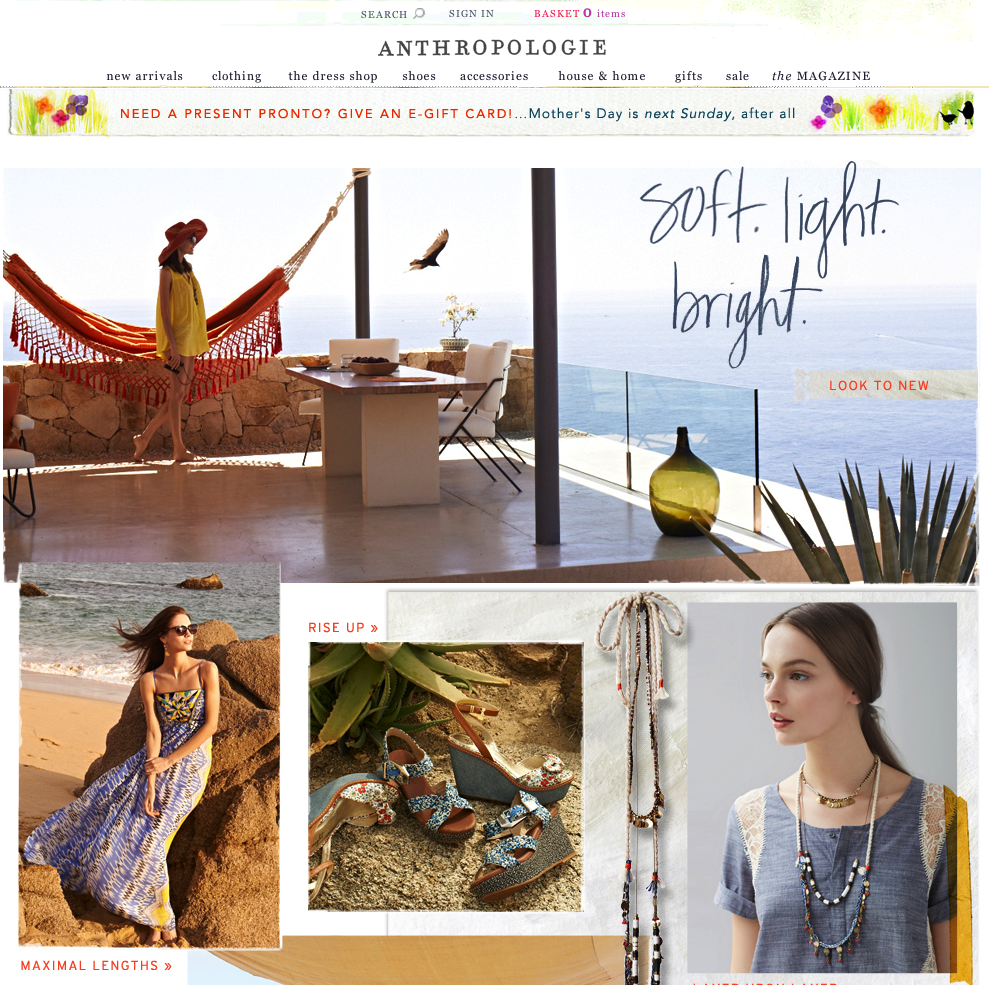 SEARCH SIGN IN BASKET 0 items
ANTHROPOLOGIE
new arrivals clothing the dress shop shoes accessories house & home gifts sale the MAGAZINE
NEED A PRESENT PRONTO? GIVE AN E-GIFT CARD!...Mother's Day is next Sunday, after all
soft. light.
bright.
LOOK TO NEW
RISE UP »
MAXIMAL LENGTHS »